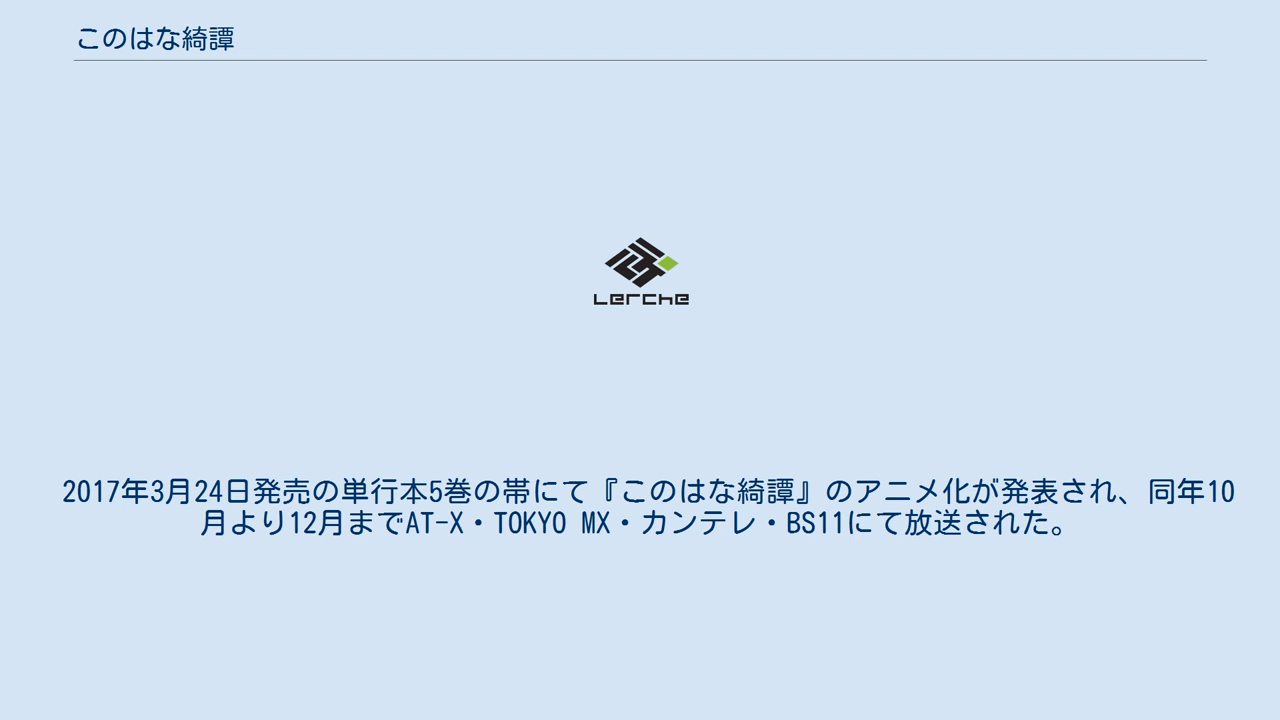 このはな綺譚
Lerche
2017年3月24日発売の単行本5巻の帯にて『このはな綺譚』のアニメ化が発表され、同年10
月より12月までAT-X・TOKYO MX・カンテレ・BS11にて放送された。